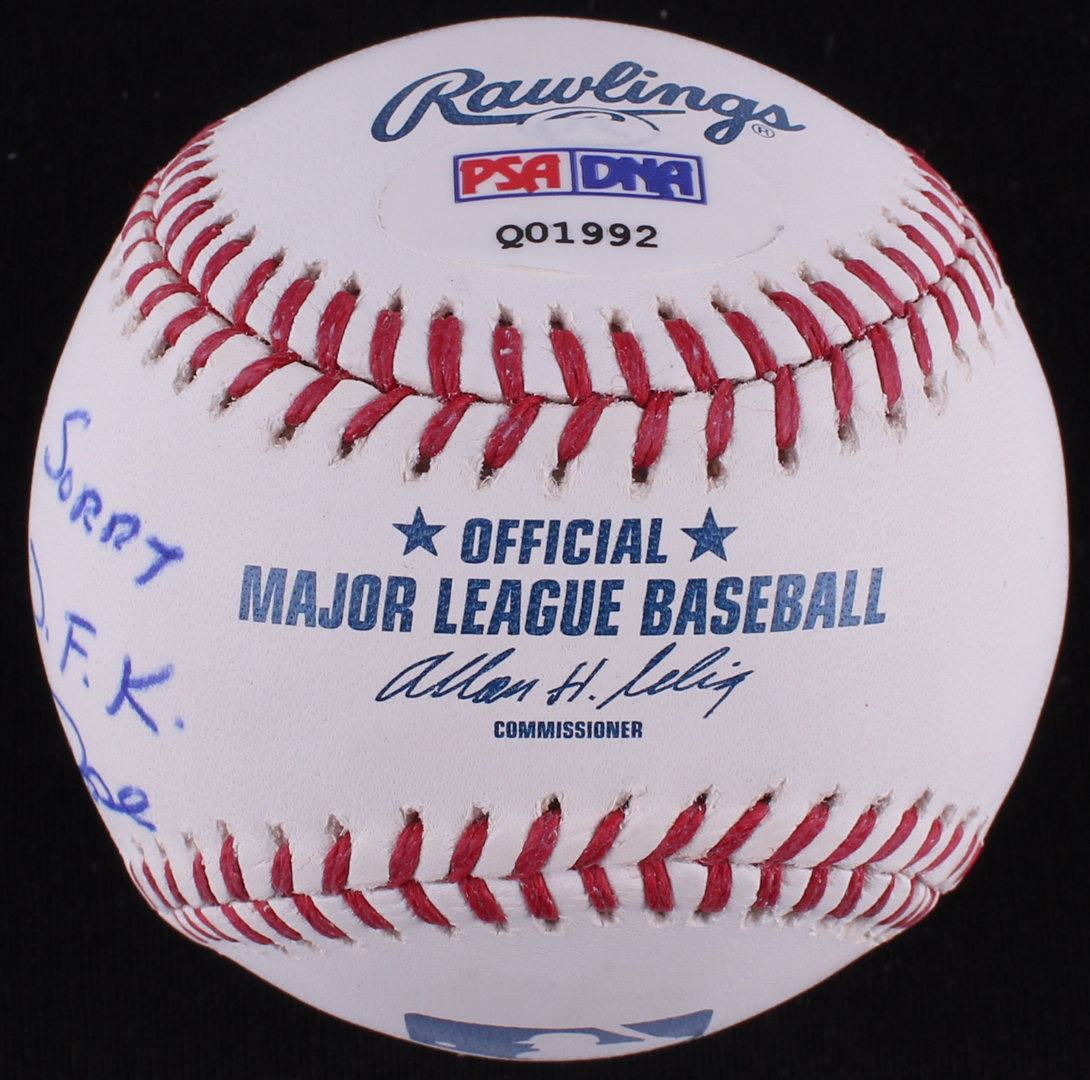 Rawlings®
PSA DNA
Q01992
SORRY
.F.K.
★ OFFICIAL ★
MAJOR LEAGUE BASEBALL
Allan H. Selig
COMMISSIONER